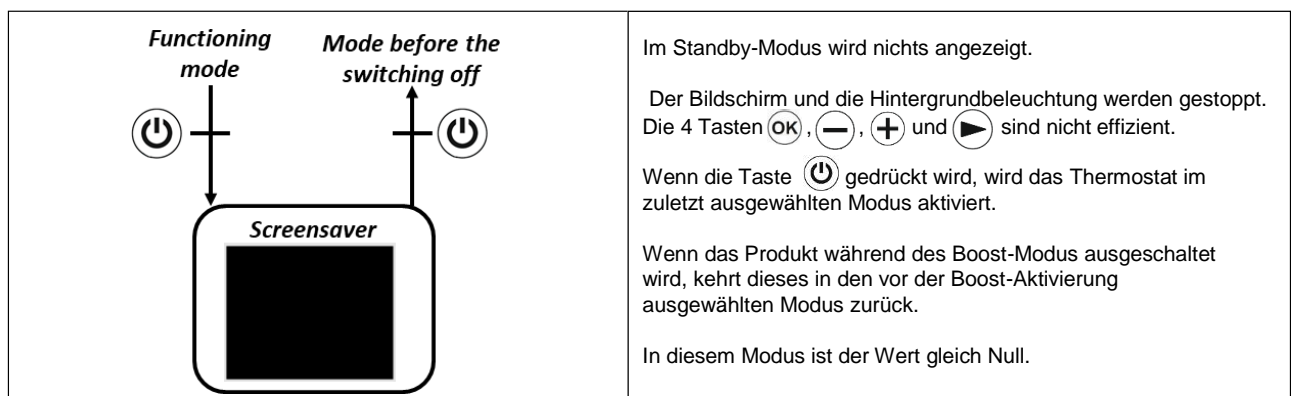 Functioning
mode
Mode before the
switching off
Screensaver
Im Standby-Modus wird nichts angezeigt.
Der Bildschirm und die Hintergrundbeleuchtung werden gestoppt.
Die 4 Tasten OK , − , + und ► sind nicht effizient.
Wenn die Taste ⏻ gedrückt wird, wird das Thermostat im
zuletzt ausgewählten Modus aktiviert.
Wenn das Produkt während des Boost-Modus ausgeschaltet
wird, kehrt dieses in den vor der Boost-Aktivierung
ausgewählten Modus zurück.
In diesem Modus ist der Wert gleich Null.